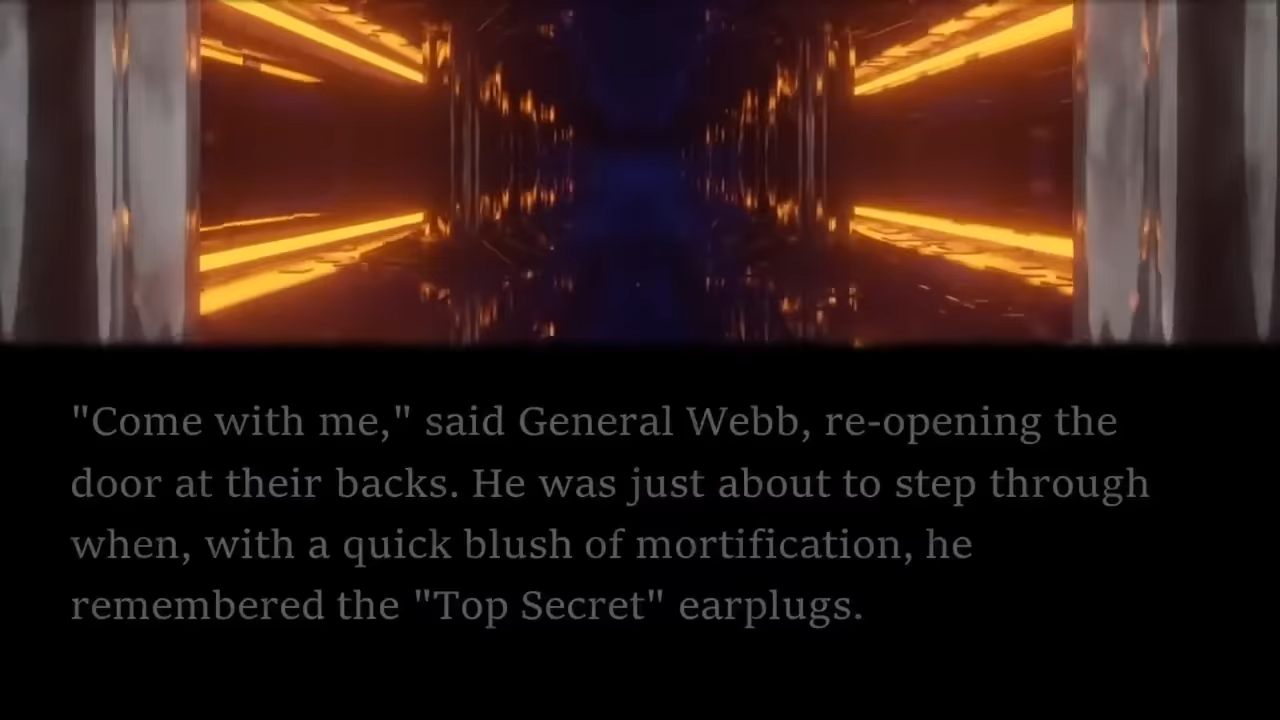 "Come with me," said General Webb, re-opening the
door at their backs. He was just about to step through
when, with a quick blush of mortification, he
remembered the "Top Secret" earplugs.